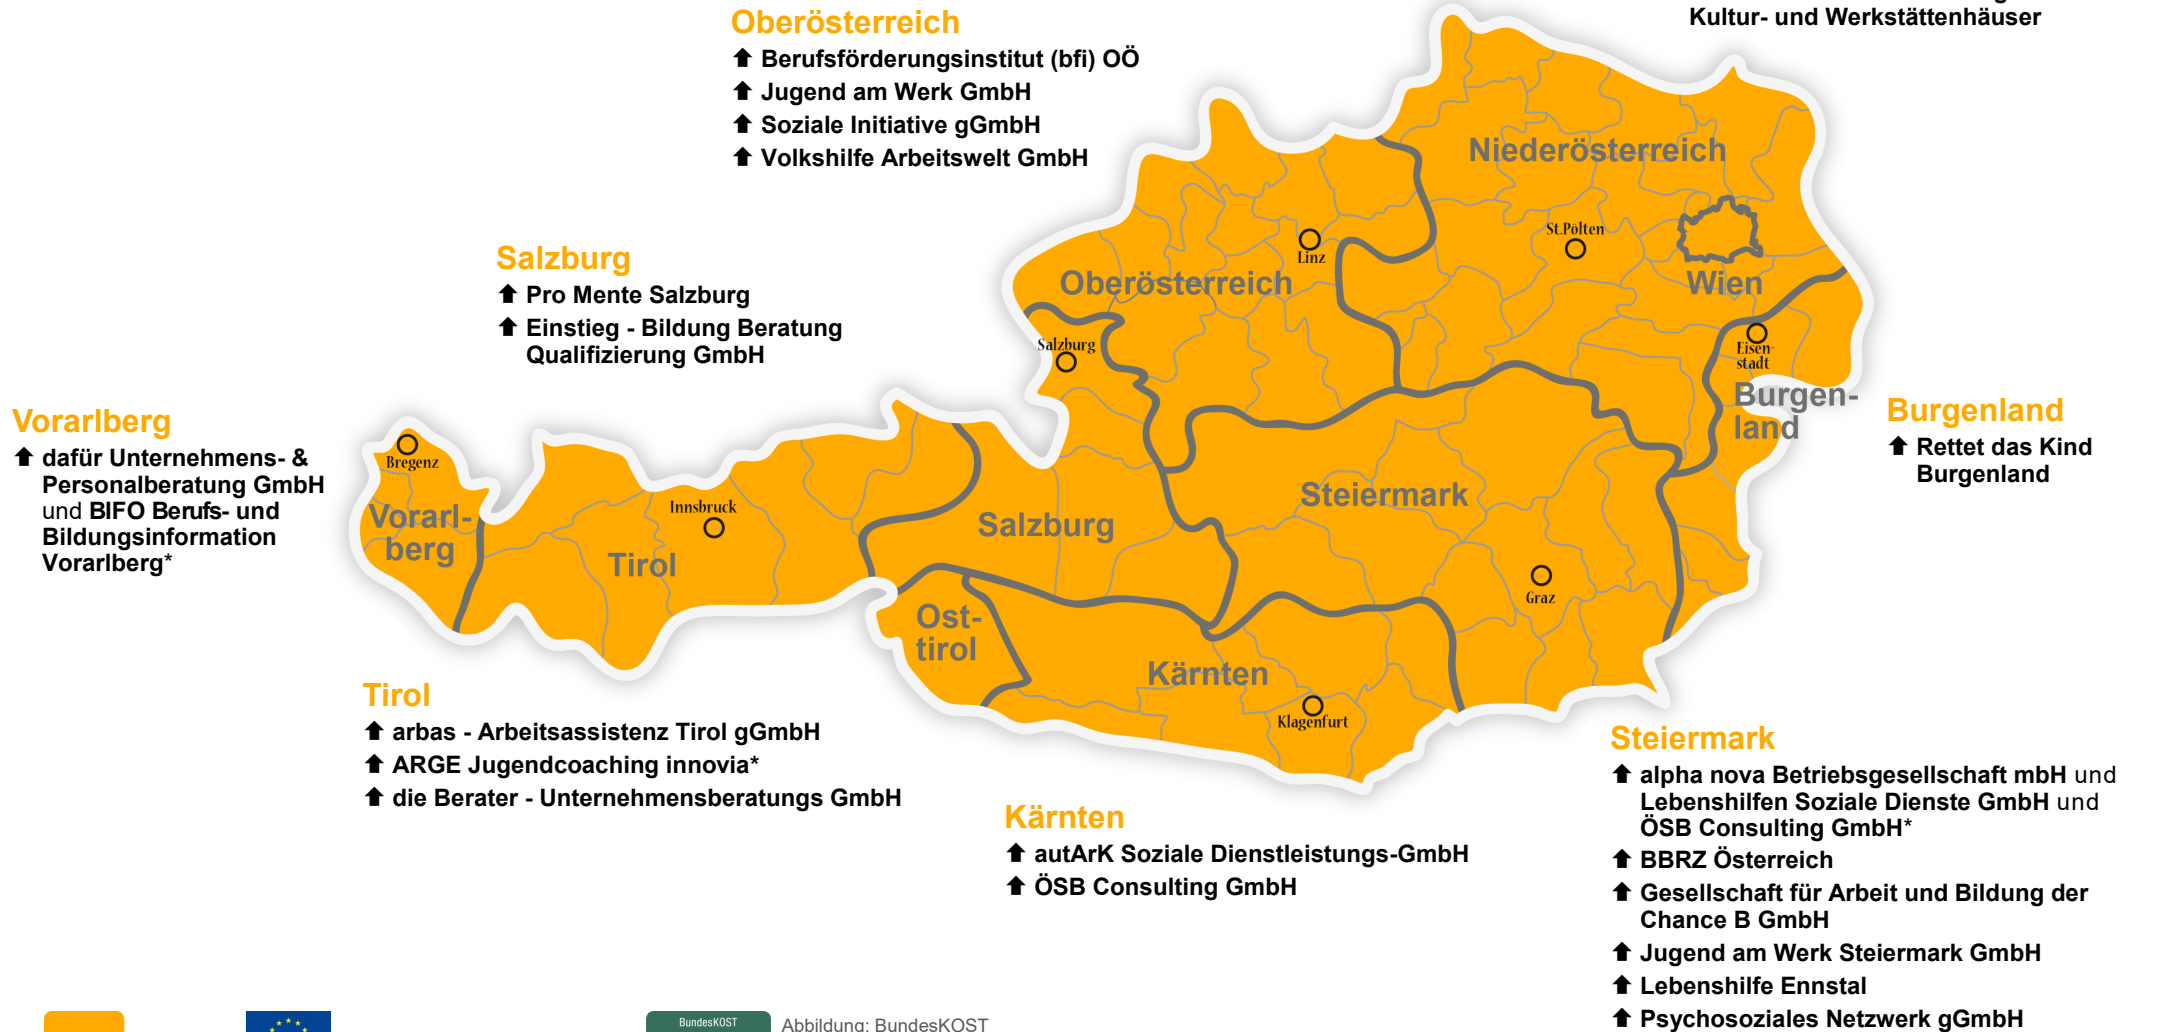 Kultur- und Werkstättenhäuser
Oberösterreich
Berufsförderungsinstitut (bfi) OÖ
Jugend am Werk GmbH
Soziale Initiative gGmbH
Volkshilfe Arbeitswelt GmbH
Salzburg
Pro Mente Salzburg
Einstieg - Bildung Beratung
Qualifizierung GmbH
Vorarlberg
dafür Unternehmens- &
Personalberatung GmbH
und BIFO Berufs- und
Bildungsinformation
Vorarlberg*
Niederösterreich
St.Pölten
Linz
Oberösterreich
Wien
Salzburg
Eisen-
stadt
Burgen-
land
Bregenz
Vorarl-
berg
Innsbruck
Tirol
Salzburg
Steiermark
Graz
Ost-
tirol
Kärnten
Klagenfurt
Burgenland
Rettet das Kind
Burgenland
Tirol
arbas - Arbeitsassistenz Tirol gGmbH
ARGE Jugendcoaching innovia*
die Berater - Unternehmensberatungs GmbH
Kärnten
autArK Soziale Dienstleistungs-GmbH
ÖSB Consulting GmbH
Steiermark
alpha nova Betriebsgesellschaft mbH und
Lebenshilfen Soziale Dienste GmbH und
ÖSB Consulting GmbH*
BBRZ Österreich
Gesellschaft für Arbeit und Bildung der
Chance B GmbH
Jugend am Werk Steiermark GmbH
Lebenshilfe Ennstal
Psychosoziales Netzwerk gGmbH
BundesKOST
Abbildung: BundesKOST